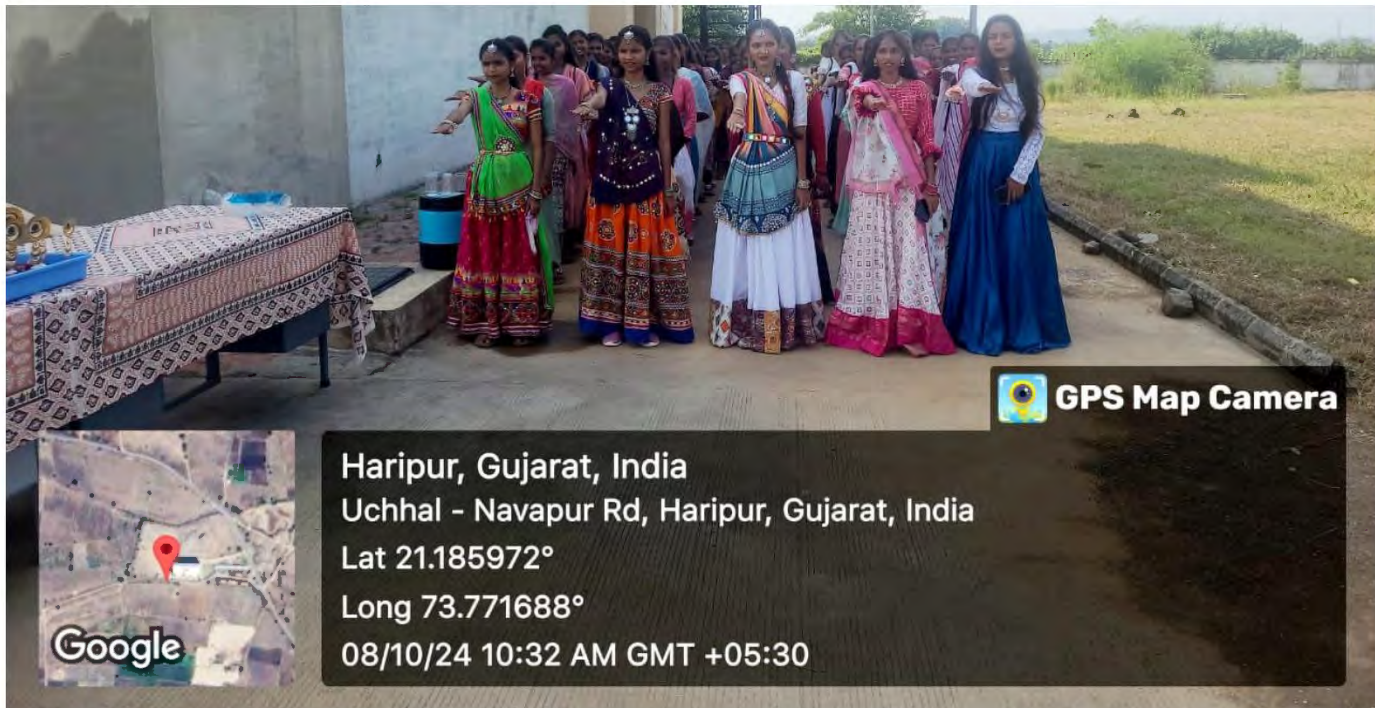 GPS Map Camera
Haripur, Gujarat, India
Uchhal - Navapur Rd, Haripur, Gujarat, India
Lat 21.185972°
Long 73.771688°
08/10/24 10:32 AM GMT +05:30
Google